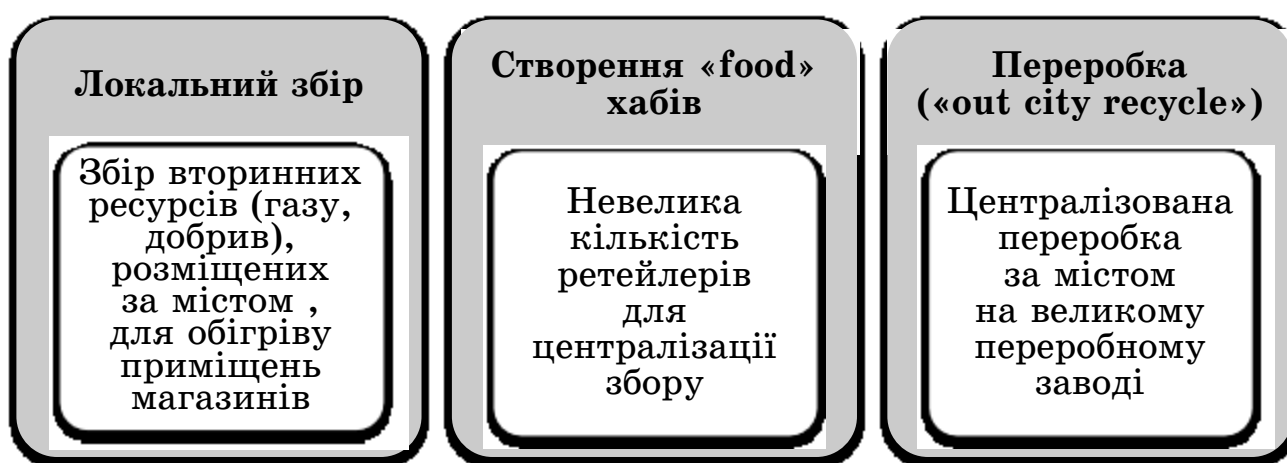 Локальний збір
Збір вторинних
ресурсів (газу,
добрив),
розміщених
за містом ,
для обігріву
приміщень
магазинів
Створення «food»
хабів
Невелика
кількість
ретейлерів
для
централізації
збору
Переробка
(«out city recycle»)
Централізована
переробка
за містом
на великому
переробному
заводі